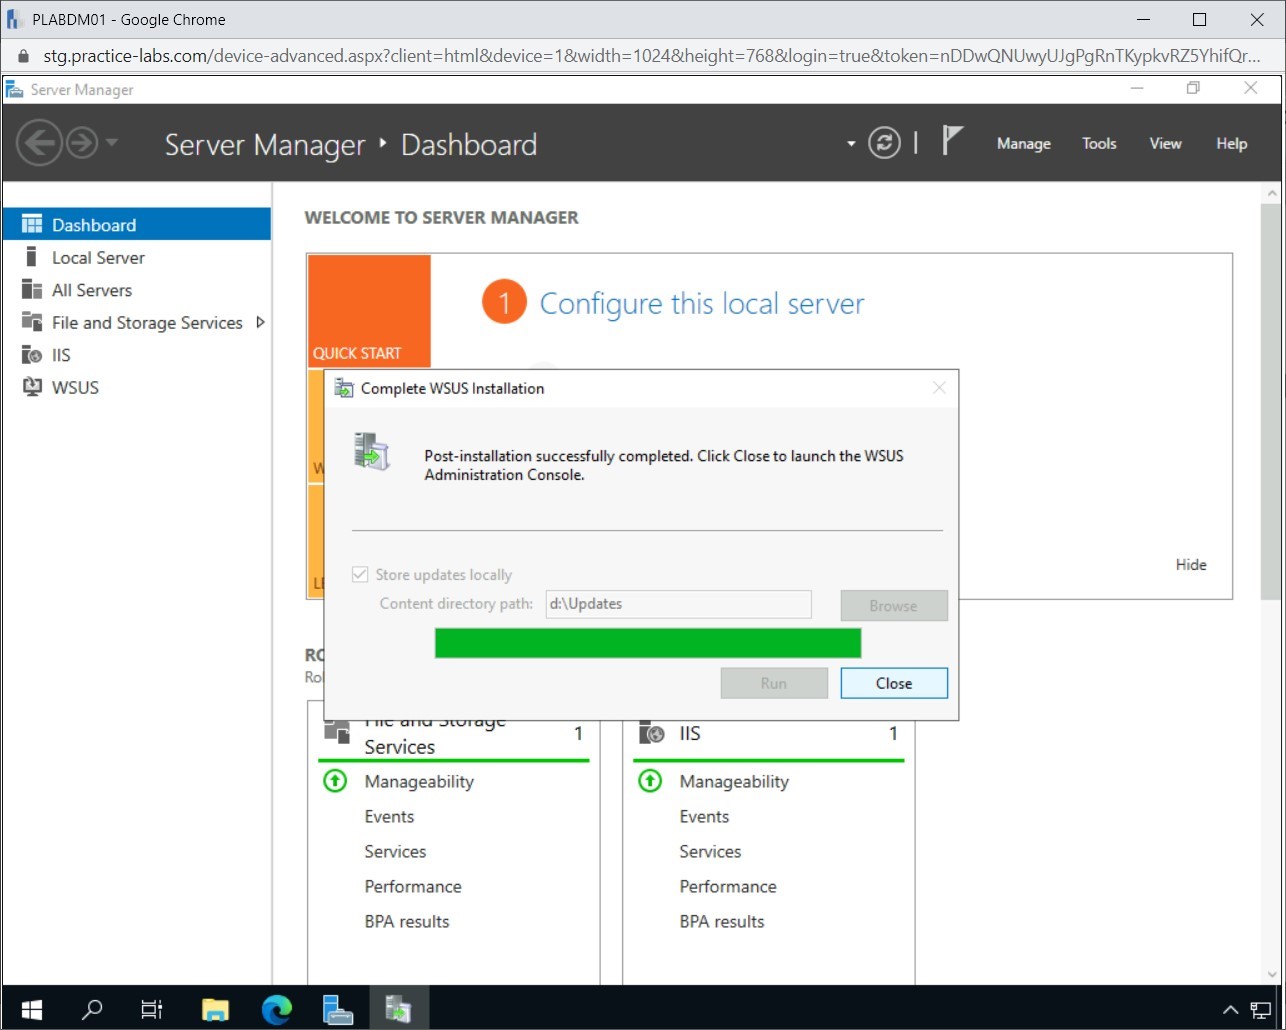 PLABDM01 - Google Chrome
stg.practice-labs.com/device-advanced.aspx?client=html&device=1&width=1024&height=768&login=true&token=nDDwQNUwyUJgPgRnTKypkvRZ5YhifQr...
Server Manager
Server Manager Dashboard
Manage Tools View Help
Dashboard
Local Server
All Servers
File and Storage Services
IIS
WSUS
WELCOME TO SERVER MANAGER
QUICK START
1 Configure this local server
Hide
Complete WSUS Installation
Post-installation successfully completed. Click Close to launch the WSUS
Administration Console.
Store updates locally
Content directory path: d:\Updates Browse
Run Close
File and Storage
Services 1
Manageability
Events
Services
Performance
BPA results
IIS 1
Manageability
Events
Services
Performance
BPA results